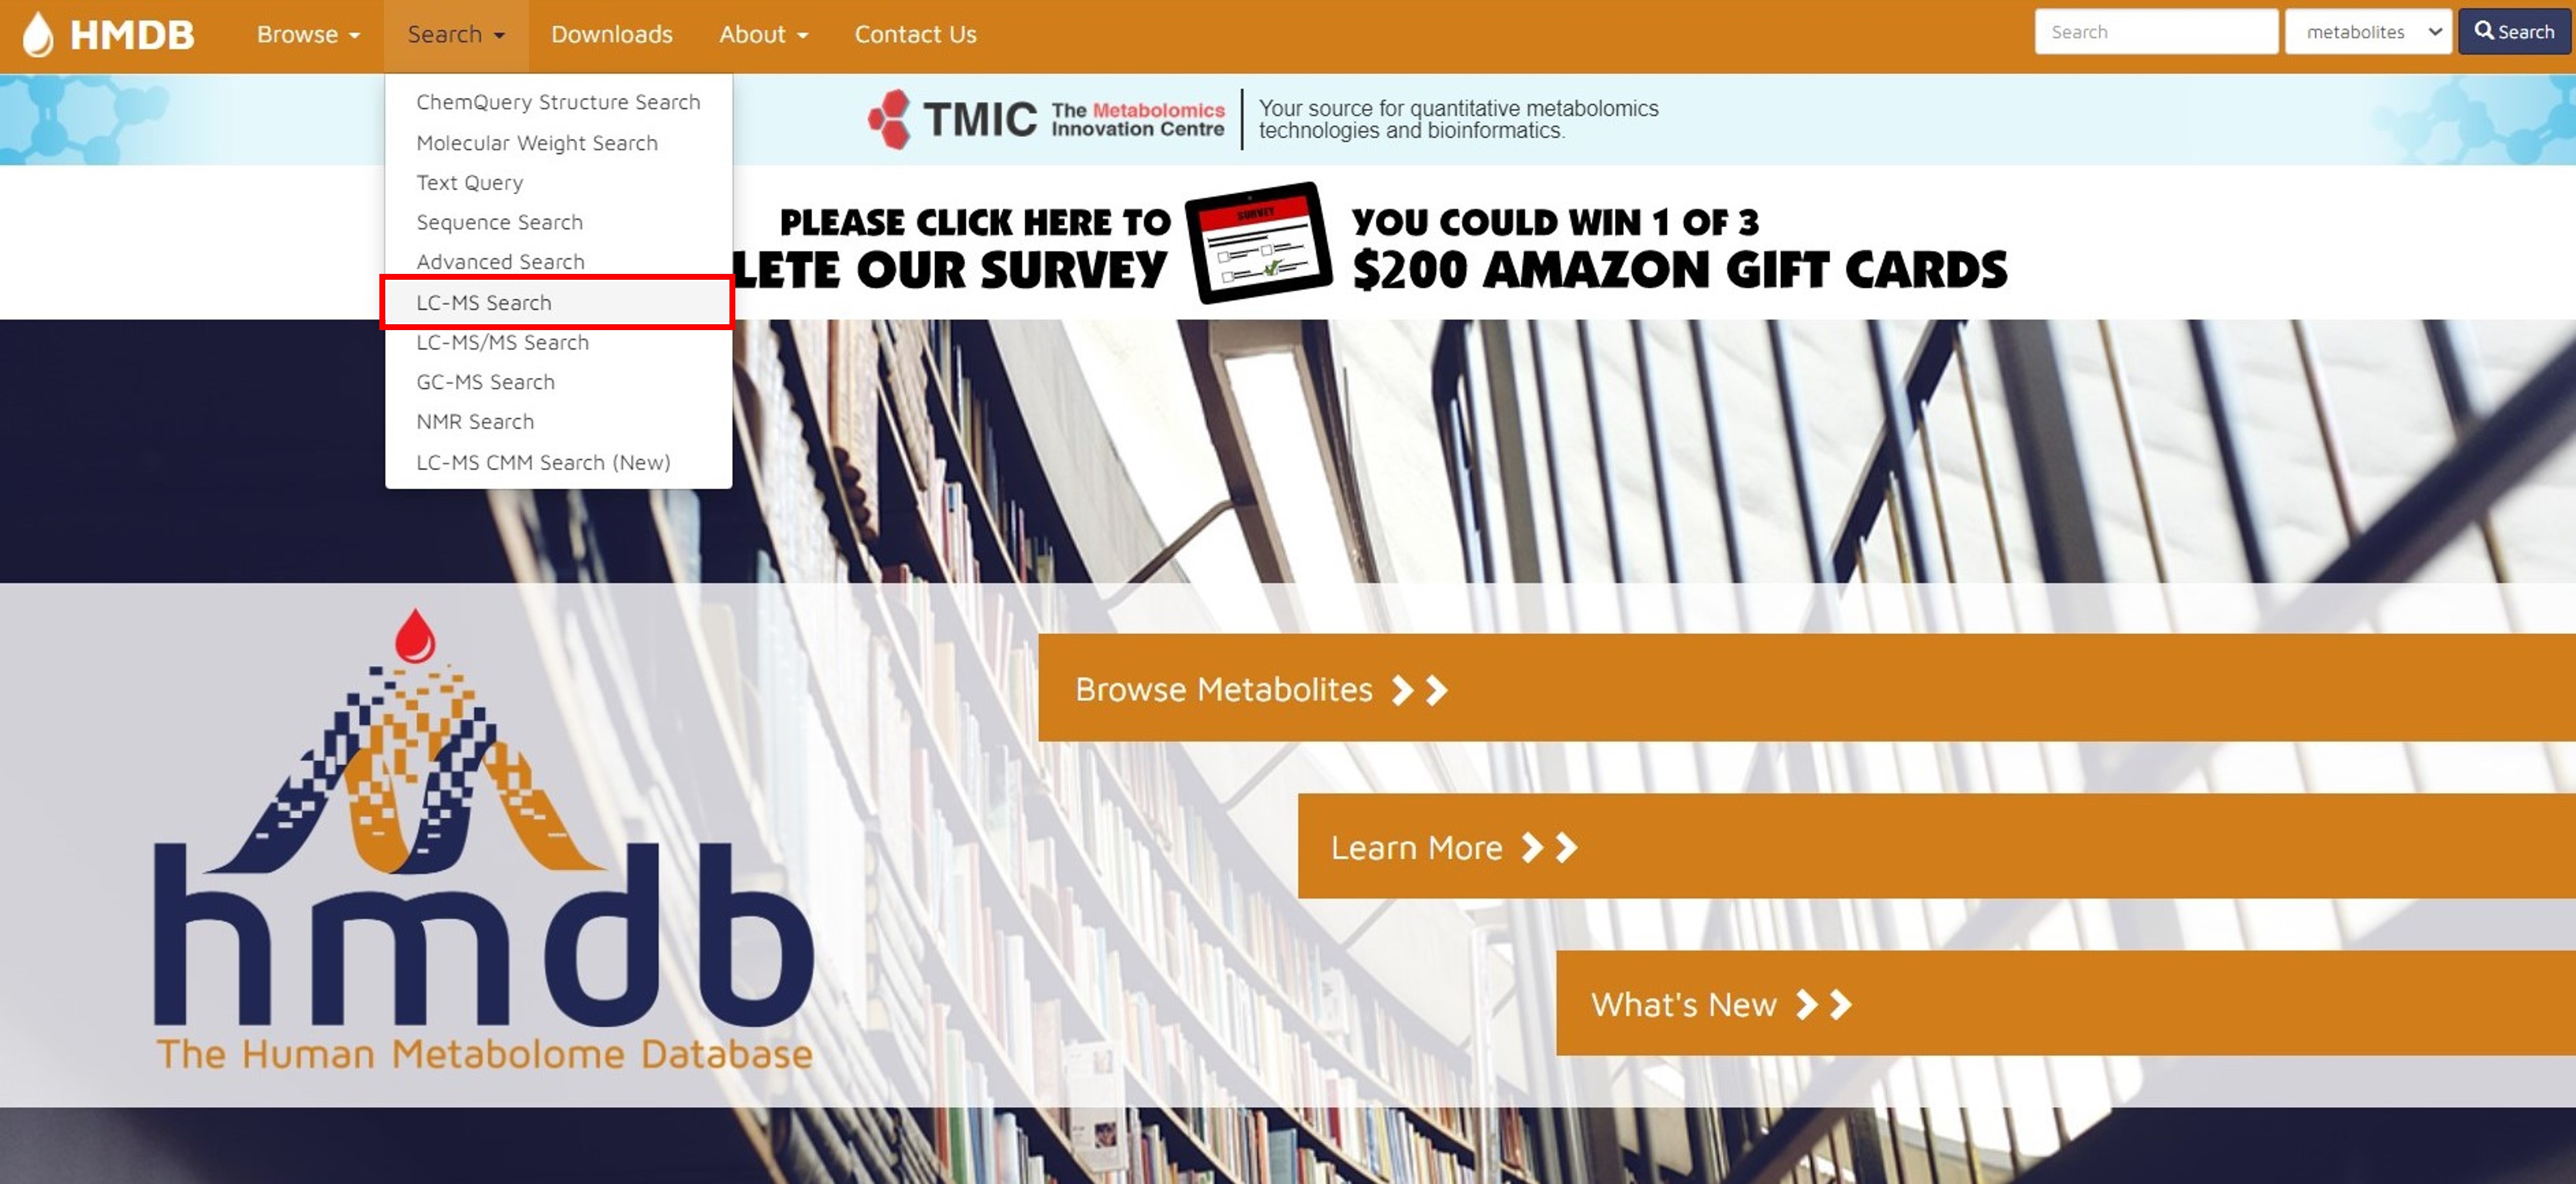 HMDB
Browse
Search
Downloads
About
Contact Us
Search
metabolites
Search
ChemQuery Structure Search
Molecular Weight Search
Text Query
Sequence Search
Advanced Search
LC-MS Search
LC-MS/MS Search
GC-MS Search
NMR Search
LC-MS CMM Search (New)
TMIC
The Metabolomics
Innovation Centre
Your source for quantitative metabolomics
technologies and bioinformatics.
PLEASE CLICK HERE TO
LETE OUR SURVEY
SURVEY
YOU COULD WIN 1 OF 3
$200 AMAZON GIFT CARDS
hmdb
The Human Metabolome Database
Browse Metabolites
Learn More
What's New